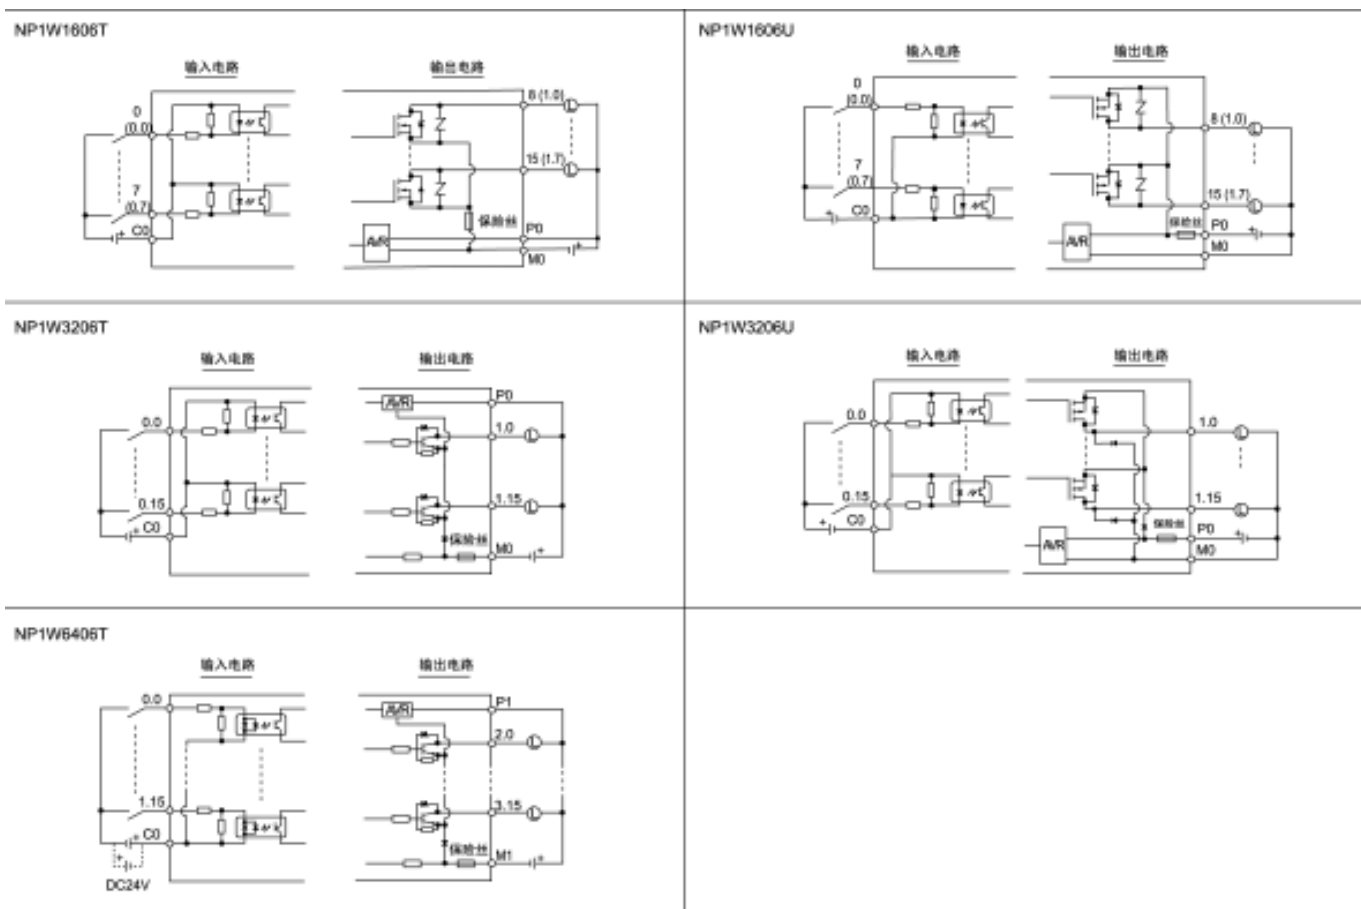 NP1W1606T
输入电路
输出电路
0
(0.0)
7
(0.7)
C0
+
8 (1.0)
L
15 (1.7)
L
保险丝
P0
AVR
+
M0
NP1W1606U
输入电路
输出电路
0
(0.0)
7
(0.7)
C0
+
8 (1.0)
L
15 (1.7)
L
保险丝
P0
+
AVR
M0
NP1W3206T
输入电路
输出电路
0.0
0.15
C0
+
AVR
P0
1.0
L
1.15
L
保险丝
M0
+
NP1W3206U
输入电路
输出电路
0.0
0.15
C0
+
1.0
L
1.15
L
保险丝
P0
+
AVR
M0
NP1W6406T
输入电路
输出电路
0.0
1.15
C0
+
+
DC24V
AVR
P1
2.0
L
3.15
L
保险丝
M1
+